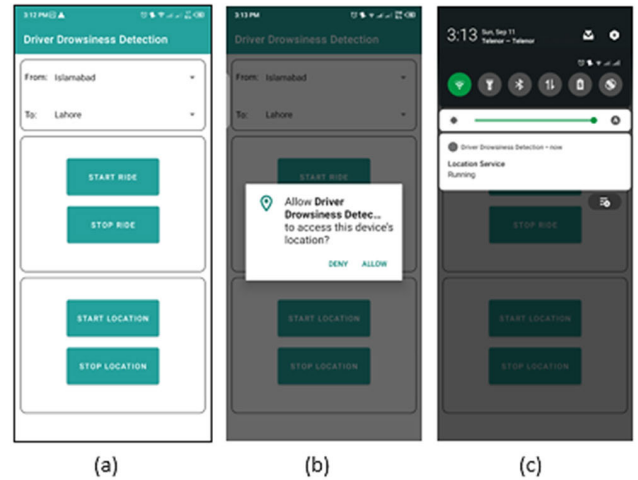 3:12 PM
Driver Drowsiness Detection
From: Islamabad
To: Lahore
START RIDE
STOP RIDE
START LOCATION
STOP LOCATION
(a)
3:13 PM
Driver Drowsiness Detection
From: Islamabad
To: Lahore
START RIDE
Allow Driver
Drowsiness Detec...
to access this device's
location?
DENY ALLOW
START LOCATION
STOP LOCATION
(b)
3:13 Sun, Sep 11
Telenor — Telenor
Driver Drowsiness Detection • now
Location Service
Running
STOP RIDE
START LOCATION
STOP LOCATION
(c)